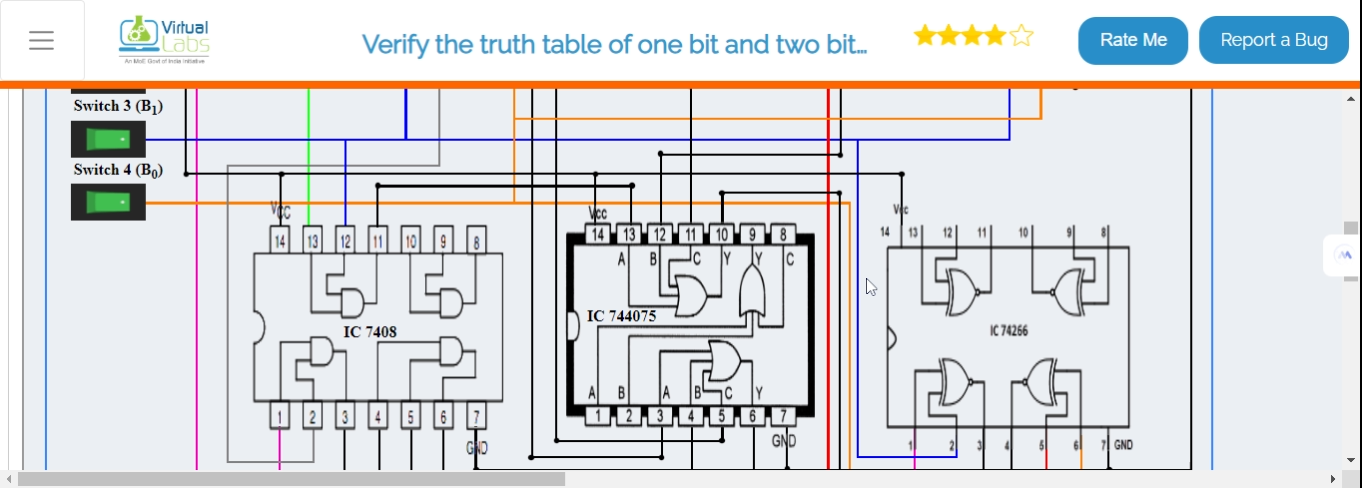 Virtual
Labs
An MoE Govt of India Initiative
Verify the truth table of one bit and two bit...
Rate Me
Report a Bug
Switch 3 (B1)
Switch 4 (B0)
VCC
14 13 12 11 10 9 8
IC 7408
1 2 3 4 5 6 7
GND
Vcc
14 13 12 11 10 9 8
A B C Y Y C
IC 744075
A B A B C Y
1 2 3 4 5 6 7
GND
Vcc
14 13 12 11 10 9 8
IC 74266
1 2 3 4 5 6 7 GND